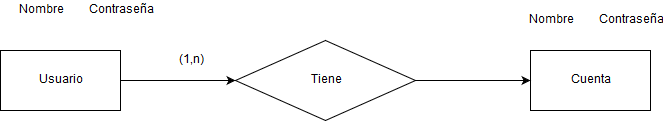 Nombre Contraseña
Nombre Contraseña
(1,n)
Usuario Tiene Cuenta